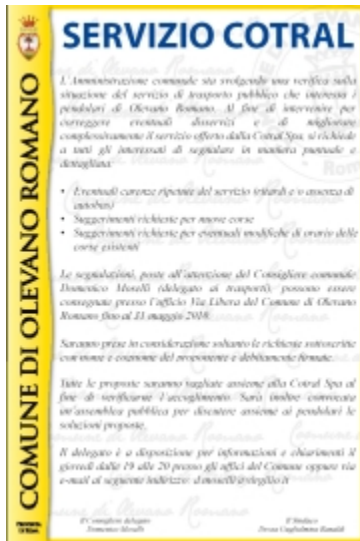 SERVIZIO COTRAL
COMUNE DI OLEVANO ROMANO
L'Amministrazione comunale sta svolgendo una verifica sulla
situazione del servizio di trasporto pubblico che interessa i
pendolari di Olevano Romano. Al fine di intervenire per
correggere eventuali disservizi e di migliorare
complessivamente il servizio offerto dalla Cotral Spa, si richiede
a tutti gli interessati di segnalare in maniera puntuale e
dettagliata:
• Eventuali carenze ripetute del servizio (ritardi e/o assenza di
autobus)
• Suggerimenti/richieste per nuove corse
• Suggerimenti/richieste per eventuali modifiche di orario delle
corse esistenti
Le segnalazioni, poste all'attenzione del Consigliere comunale
Domenico Moselli (delegato ai trasporti), possono essere
consegnate presso l'ufficio Via Libera del Comune di Olevano
Romano fino al 31 maggio 2010.
Saranno prese in considerazione soltanto le richieste sottoscritte
con nome e cognome del proponente e debitamente firmate.
Tutte le proposte saranno vagliate assieme alla Cotral Spa al
fine di verificarne l'accoglimento. Sarà inoltre convocata
un'assemblea pubblica per discutere assieme ai pendolari le
soluzioni proposte.
Il delegato è a disposizione per informazioni e chiarimenti il
giovedì dalle 19 alle 20 presso gli uffici del Comune oppure via
e-mail al seguente indirizzo: d.moselli@virgilio.it
Il Consigliere delegato
Domenico Moselli
Il Sindaco
Guglielmina Ranaldi